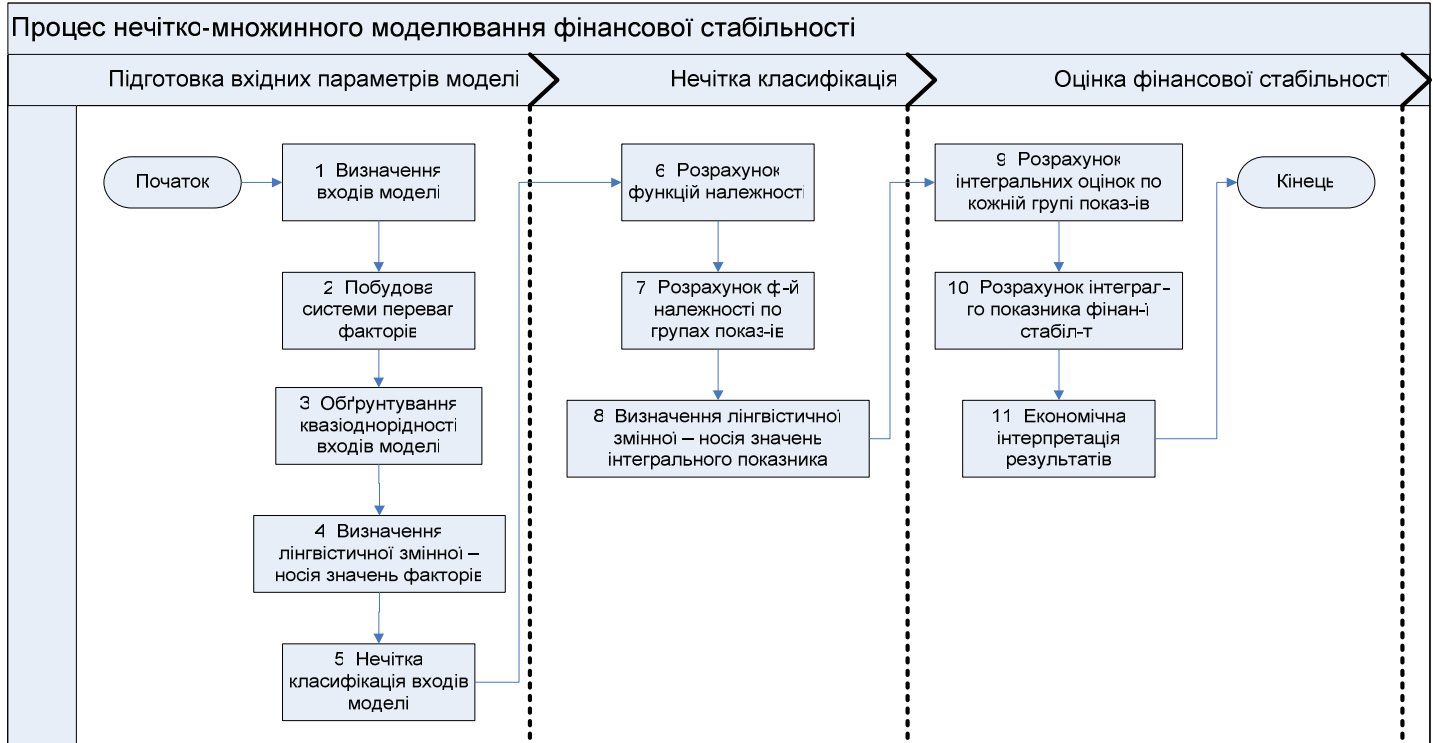 Процес нечітко-множинного моделювання фінансової стабільності
Підготовка вхідних параметрів моделі
Нечітка класифікація
Оцінка фінансової стабільності
Початок
1 Визначення
входів моделі
2 Побудова
системи переваг
факторів
3 Обґрунтування
квазіоднорідності
входів моделі
4 Визначення
лінгвістичної змінної –
носія значень факторів
5 Нечітка
класифікація входів
моделі
6 Розрахунок
функцій належності
7 Розрахунок ф-й
належності по
групах показ-ів
8 Визначення лінгвістичної
змінної – носія значень
інтегрального показника
9 Розрахунок
інтегральних оцінок по
кожній групі показ-ів
10 Розрахунок інтеграл-
го показника фінан-ї
стабіл-т
11 Економічна
інтерпретація
результатів
Кінець